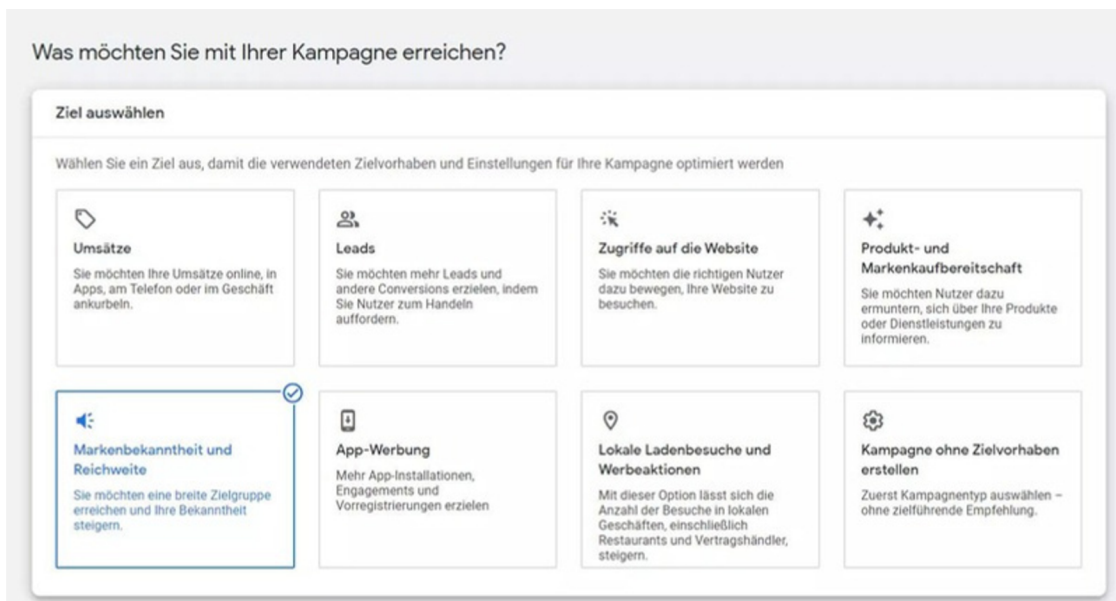 Was möchten Sie mit Ihrer Kampagne erreichen?
Ziel auswählen
Wählen Sie ein Ziel aus, damit die verwendeten Zielvorhaben und Einstellungen für Ihre Kampagne optimiert werden
Umsätze
Sie möchten Ihre Umsätze online, in
Apps, am Telefon oder im Geschäft
ankurbeln.
Leads
Sie möchten mehr Leads und
andere Conversions erzielen, indem
Sie Nutzer zum Handeln
auffordern.
Zugriffe auf die Website
Sie möchten die richtigen Nutzer
dazu bewegen, Ihre Website zu
besuchen.
Produkt- und
Markenkaufbereitschaft
Sie möchten Nutzer dazu
ermuntern, sich über Ihre Produkte
oder Dienstleistungen zu
informieren.
Markenbekanntheit und
Reichweite
Sie möchten eine breite Zielgruppe
erreichen und Ihre Bekanntheit
steigern.
App-Werbung
Mehr App-Installationen,
Engagements und
Vorregistrierungen erzielen
Lokale Ladenbesuche und
Werbeaktionen
Mit dieser Option lässt sich die
Anzahl der Besuche in lokalen
Geschäften, einschließlich
Restaurants und Vertragshändler,
steigern.
Kampagne ohne Zielvorhaben
erstellen
Zuerst Kampagnentyp auswählen –
ohne zielführende Empfehlung.